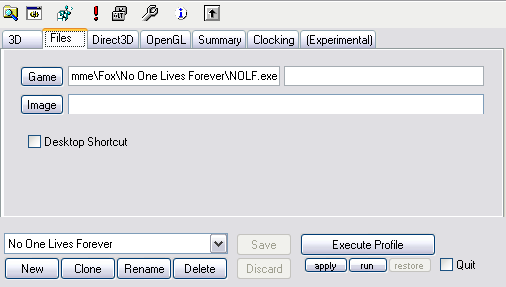 3D Files Direct3D OpenGL Summary Clocking (Experimental)
Game mme\Fox\No One Lives Forever\NOLF.exe
Image
Desktop Shortcut
No One Lives Forever Save Execute Profile
New Clone Rename Delete Discard apply run restore Quit